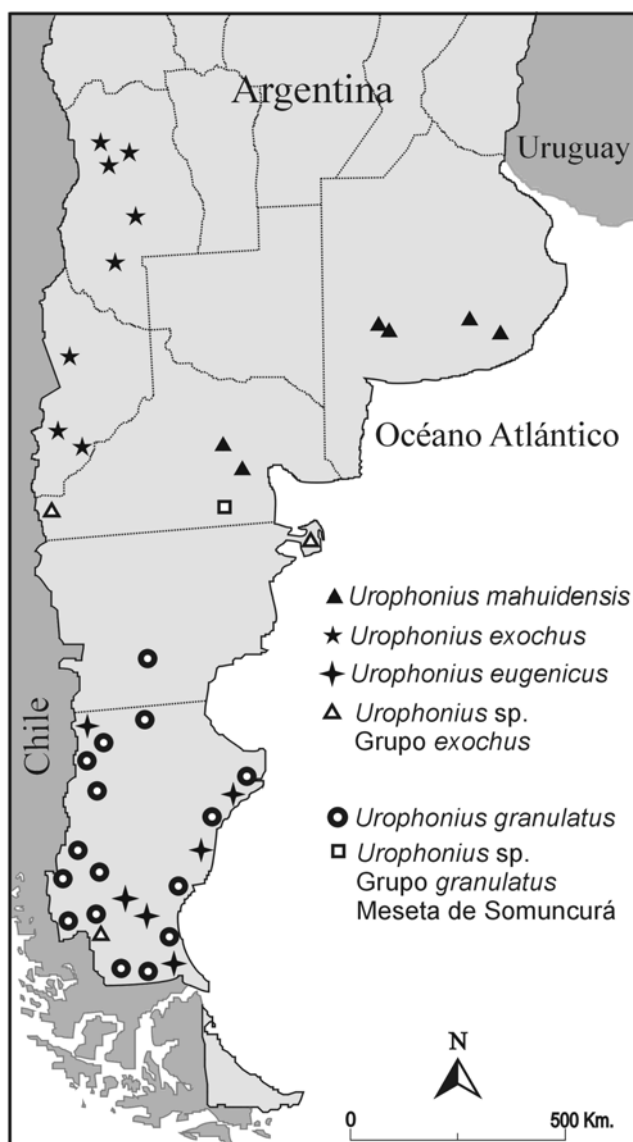 Argentina
Uruguay
Océano Atlántico
Urophonius mahuidensis
Urophonius exochus
Urophonius eugenicus
Urophonius sp.
Grupo exochus
Chile
Urophonius granulatus
Urophonius sp.
Grupo granulatus
Meseta de Somuncurá
N
0 500 Km.